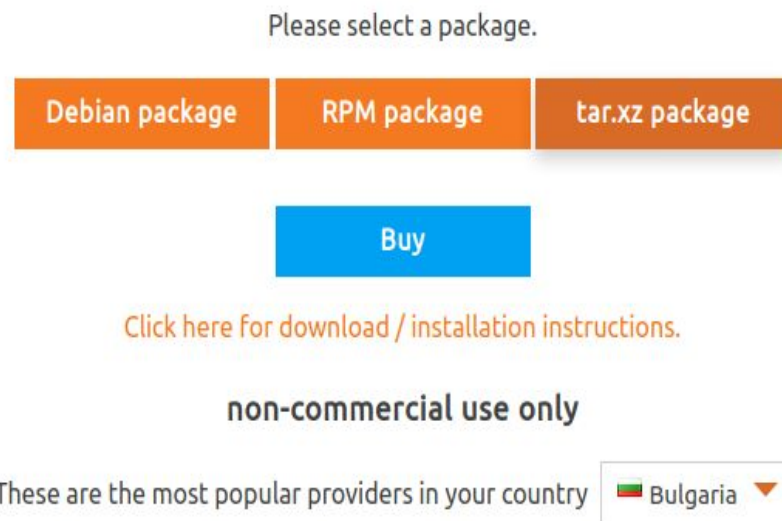 Please select a package.
Debian package RPM package tar.xz package
Buy
Click here for download / installation instructions.
non-commercial use only
These are the most popular providers in your country Bulgaria